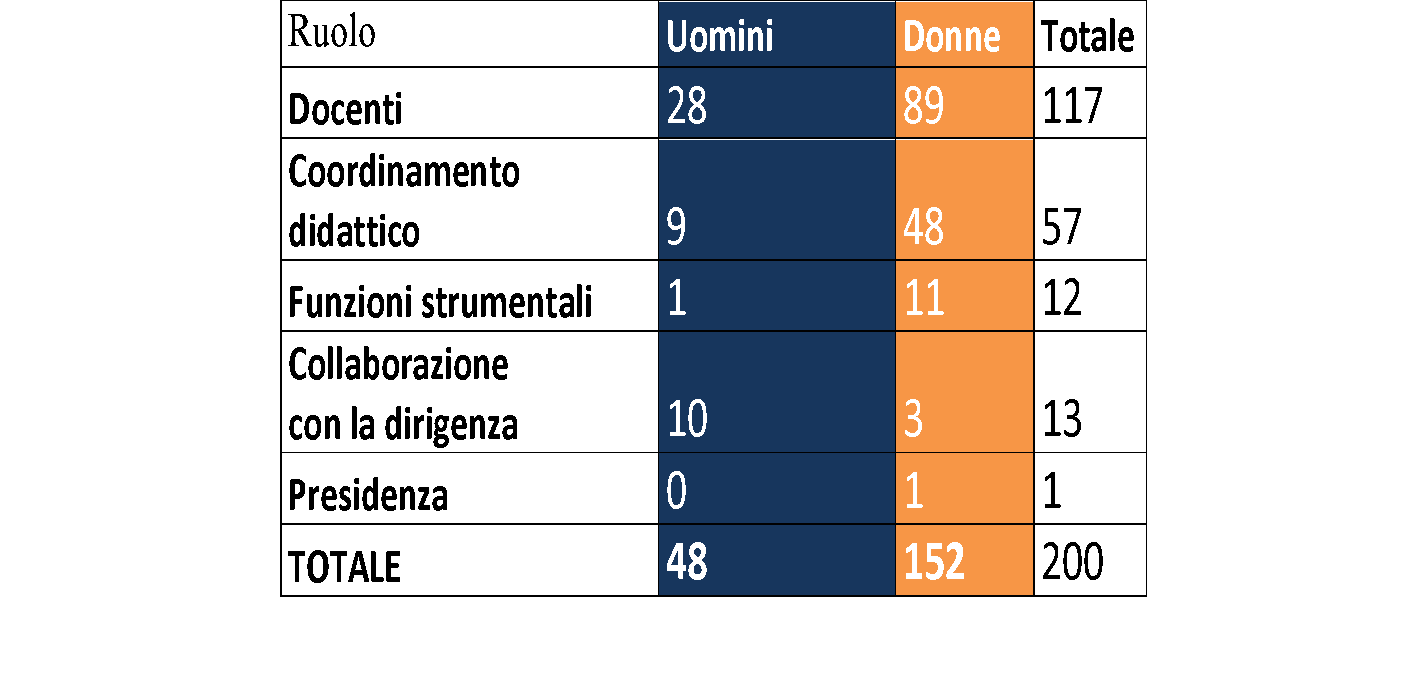 Ruolo Uomini Donne Totale
Docenti 28 89 117
Coordinamento
didattico 9 48 57
Funzioni strumentali 1 11 12
Collaborazione
con la dirigenza 10 3 13
Presidenza 0 1 1
TOTALE 48 152 200